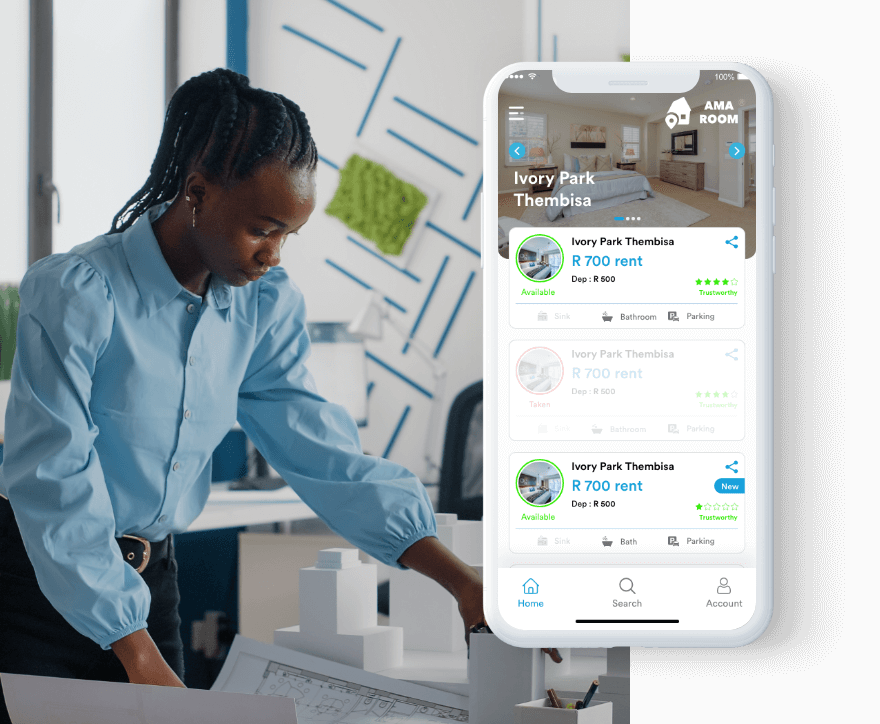 100%
AMA
ROOM
Ivory Park
Thembisa
Ivory Park Thembisa
R 700 rent
Dep : R 500
Available
Trustworthy
Sink
Bathroom
Parking
Ivory Park Thembisa
R 700 rent
Dep : R 500
Taken
Trustworthy
Sink
Bathroom
Parking
Ivory Park Thembisa
R 700 rent
New
Dep : R 500
Available
Trustworthy
Sink
Bath
Parking
Home
Search
Account